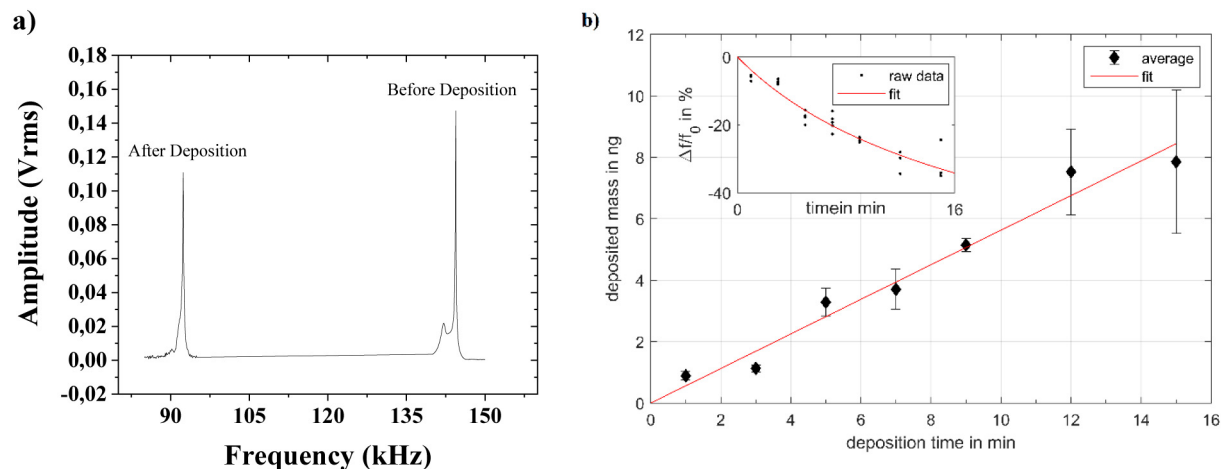 a)
0,18
0,16
0,14
0,12
0,10
0,08
0,06
0,04
0,02
0,00
-0,02
Amplitude (Vrms)
Before Deposition
After Deposition
90 105 120 135 150
Frequency (kHz)
b)
12
10
8
6
4
2
0
deposited mass in ng
average
fit
0
-20
-40
Δf/f0 in %
raw data
fit
0 16
timein min
0 2 4 6 8 10 12 14 16
deposition time in min